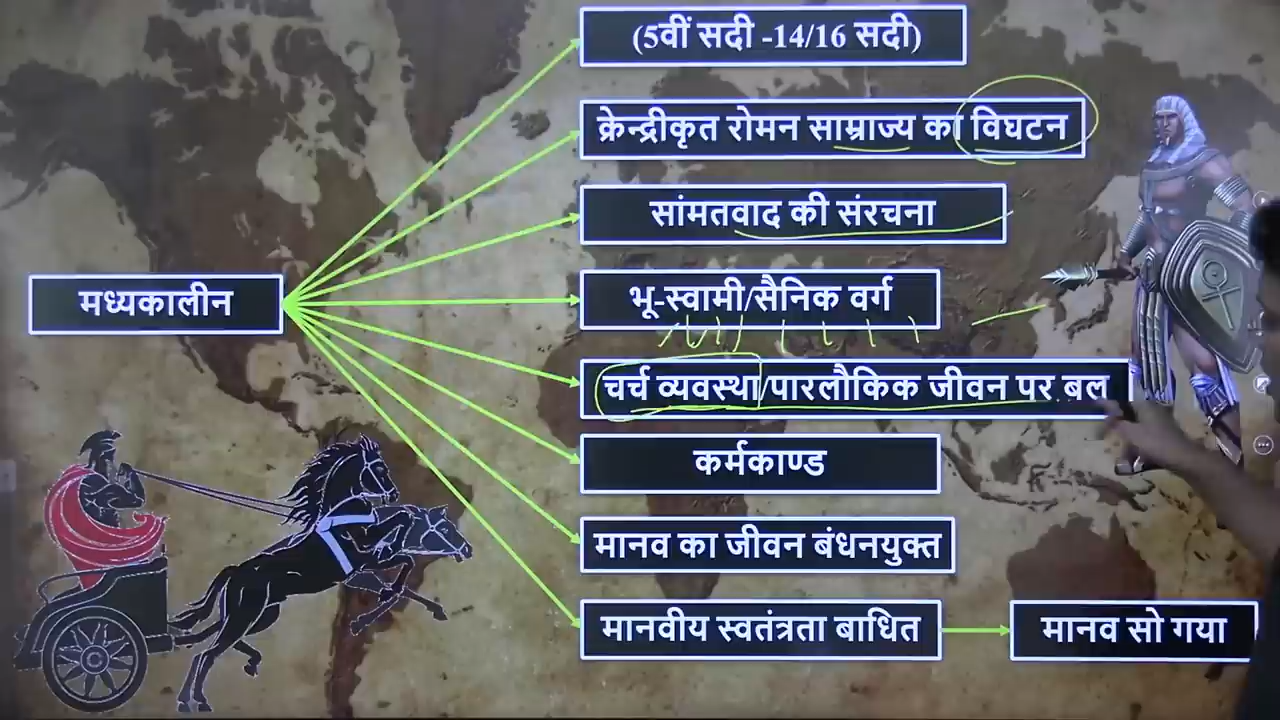 (5वीं सदी -14/16 सदी)
क्रेन्द्रीकृत रोमन साम्राज्य का विघटन
सांमतवाद की संरचना
मध्यकालीन
भू-स्वामी/सैनिक वर्ग
चर्च व्यवस्था/पारलौकिक जीवन पर बल
कर्मकाण्ड
मानव का जीवन बंधनयुक्त
मानवीय स्वतंत्रता बाधित
मानव सो गया